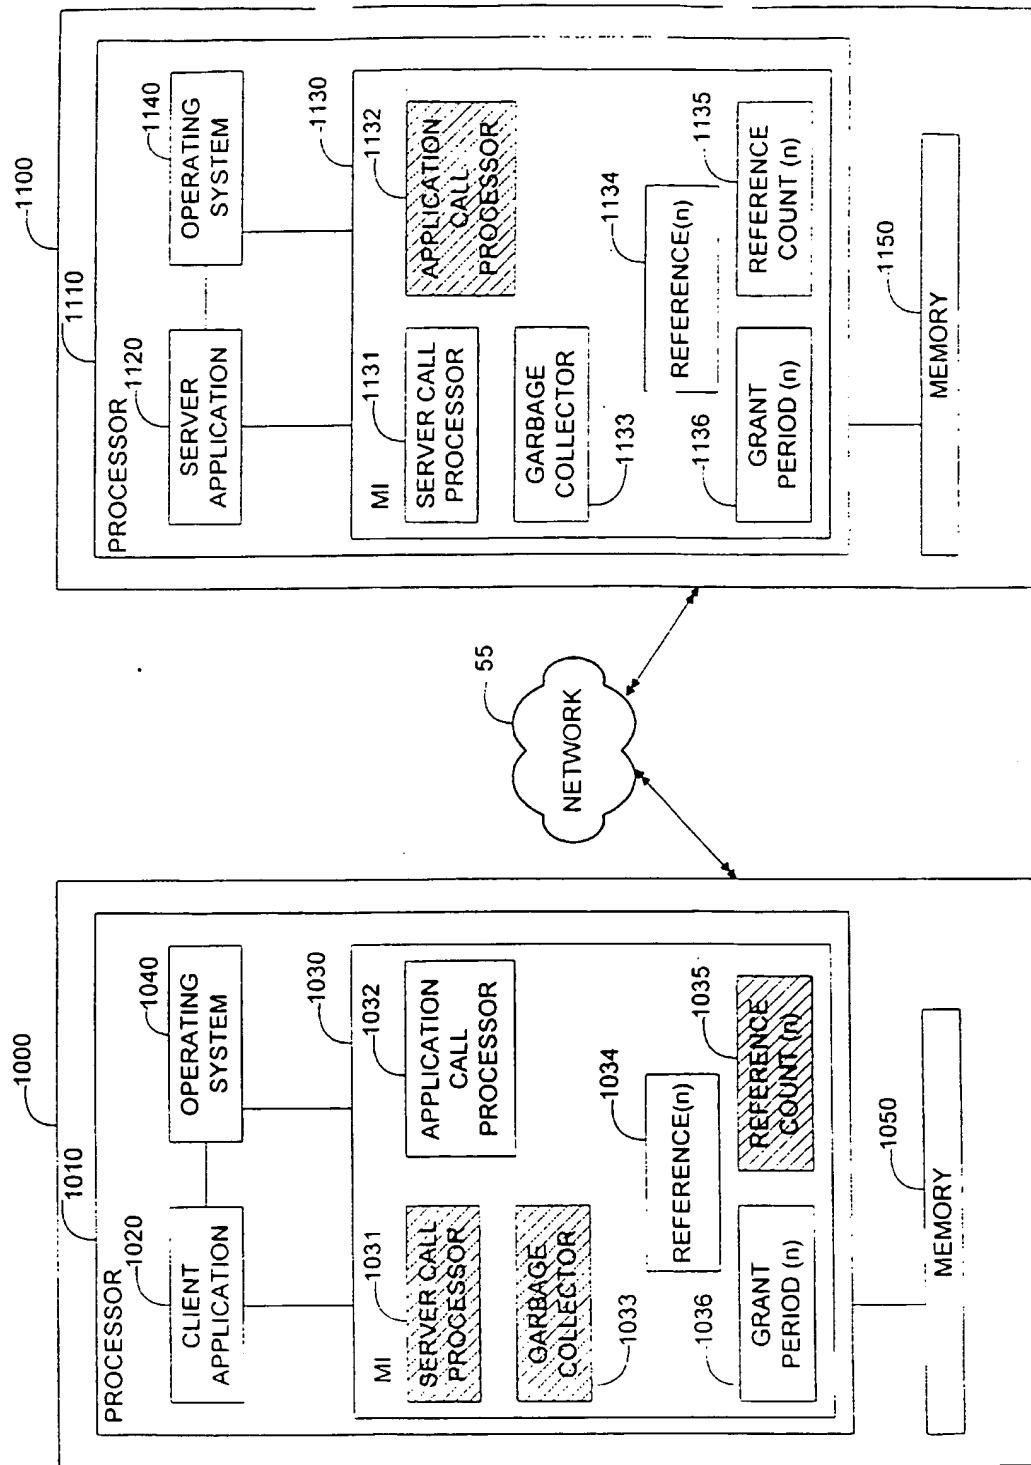 1000
1010
PROCESSOR
1020
CLIENT
APPLICATION
1040
OPERATING
SYSTEM
1030
MI
1031
SERVER CALL
PROCESSOR
1032
APPLICATION
CALL
PROCESSOR
GARBAGE
COLLECTOR
1033
1034
REFERENCE(n)
1035
REFERENCE
COUNT (n)
1036
GRANT
PERIOD (n)
1050
MEMORY
55
NETWORK
1100
1110
PROCESSOR
1120
SERVER
APPLICATION
1140
OPERATING
SYSTEM
1130
MI
1131
SERVER CALL
PROCESSOR
1132
APPLICATION
CALL
PROCESSOR
GARBAGE
COLLECTOR
1133
1134
REFERENCE(n)
1135
REFERENCE
COUNT (n)
1136
GRANT
PERIOD (n)
1150
MEMORY